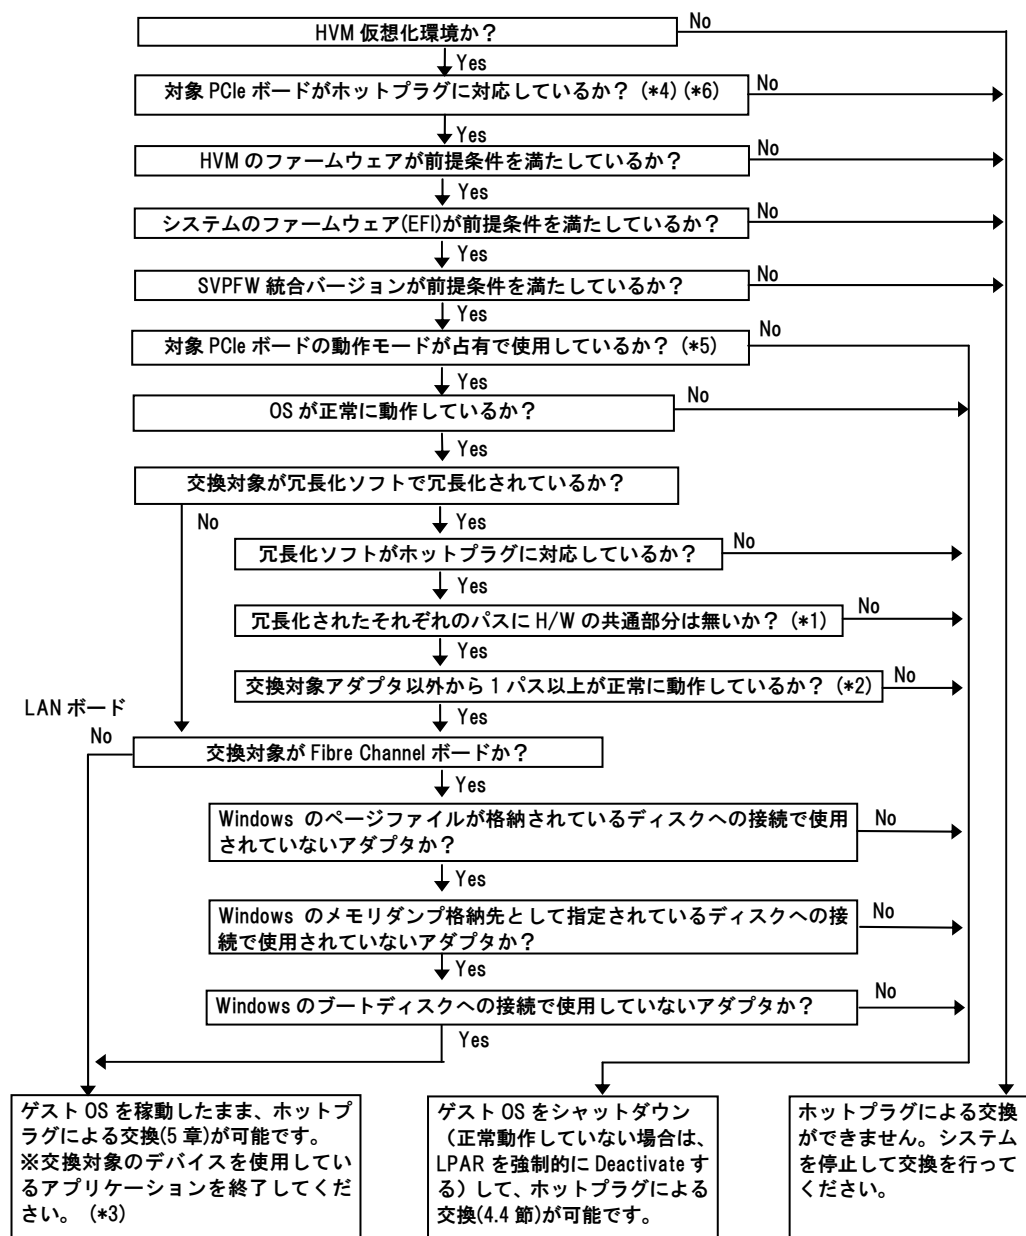 HVM 仮想化環境か？
No
Yes
対象 PCIe ボードがホットプラグに対応しているか？ (*4) (*6)
No
Yes
HVM のファームウェアが前提条件を満たしているか？
No
Yes
システムのファームウェア(EFI)が前提条件を満たしているか？
No
Yes
SVPFW 統合バージョンが前提条件を満たしているか？
No
Yes
対象 PCIe ボードの動作モードが占有で使用しているか？ (*5)
No
Yes
OS が正常に動作しているか？
No
Yes
交換対象が冗長化ソフトで冗長化されているか？
No
Yes
冗長化ソフトがホットプラグに対応しているか？
No
Yes
冗長化されたそれぞれのパスに H/W の共通部分は無いか？ (*1)
No
Yes
交換対象アダプタ以外から 1 パス以上が正常に動作しているか？ (*2)
No
Yes
LAN ボード
No
交換対象が Fibre Channel ボードか？
Yes
Windows のページファイルが格納されているディスクへの接続で使用
されていないアダプタか？
No
Yes
Windows のメモリダンプ格納先として指定されているディスクへの接
続で使用されていないアダプタか？
No
Yes
Windows のブートディスクへの接続で使用していないアダプタか？
No
Yes
ゲスト OS を稼動したまま、ホットプ
ラグによる交換(5 章)が可能です。
※交換対象のデバイスを使用してい
るアプリケーションを終了してくだ
さい。 (*3)
ゲスト OS をシャットダウン
（正常動作していない場合は、
LPAR を強制的に Deactivate す
る）して、ホットプラグによる
交換(4.4 節)が可能です。
ホットプラグによる交換
ができません。システム
を停止して交換を行って
ください。